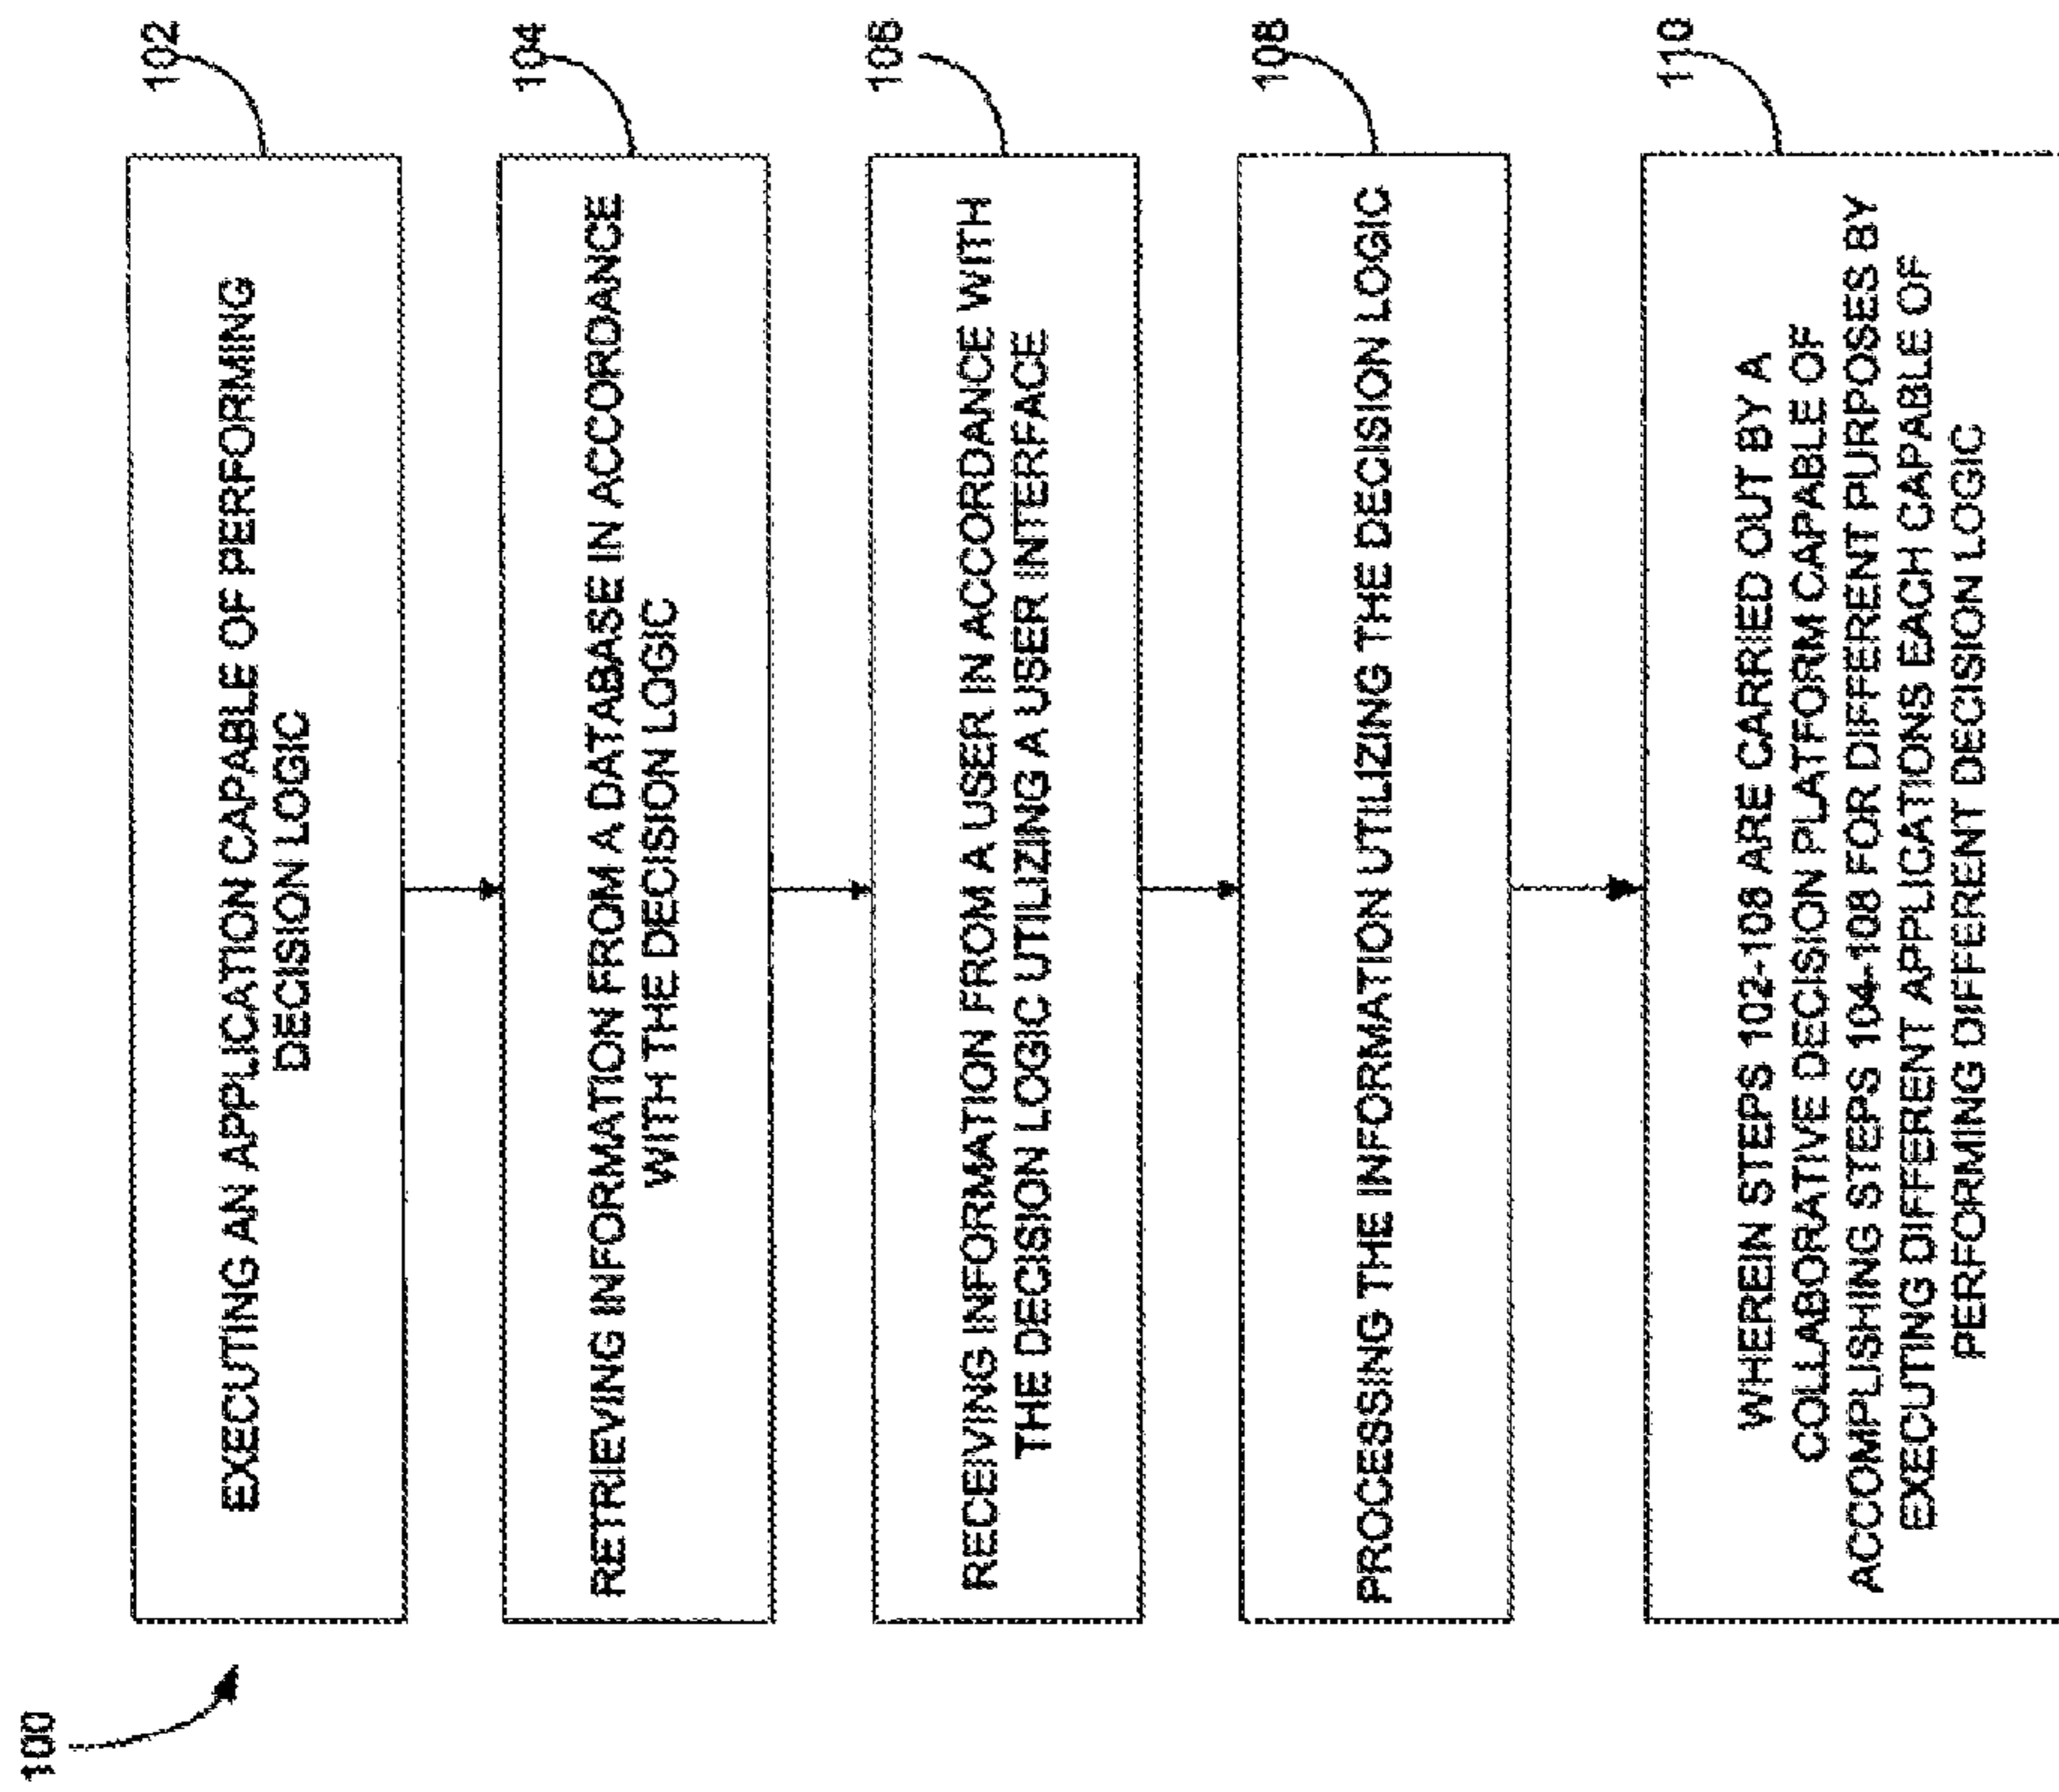 100
102
EXECUTING AN APPLICATION CAPABLE OF PERFORMING
DECISION LOGIC
104
RETRIEVING INFORMATION FROM A DATABASE IN ACCORDANCE
WITH THE DECISION LOGIC
106
RECEIVING INFORMATION FROM A USER IN ACCORDANCE WITH
THE DECISION LOGIC UTILIZING A USER INTERFACE
108
PROCESSING THE INFORMATION UTILIZING THE DECISION LOGIC
110
WHEREIN STEPS 102-108 ARE CARRIED OUT BY A
COLLABORATIVE DECISION PLATFORM CAPABLE OF
ACCOMPLISHING STEPS 104-108 FOR DIFFERENT PURPOSES BY
EXECUTING DIFFERENT APPLICATIONS EACH CAPABLE OF
PERFORMING DIFFERENT DECISION LOGIC